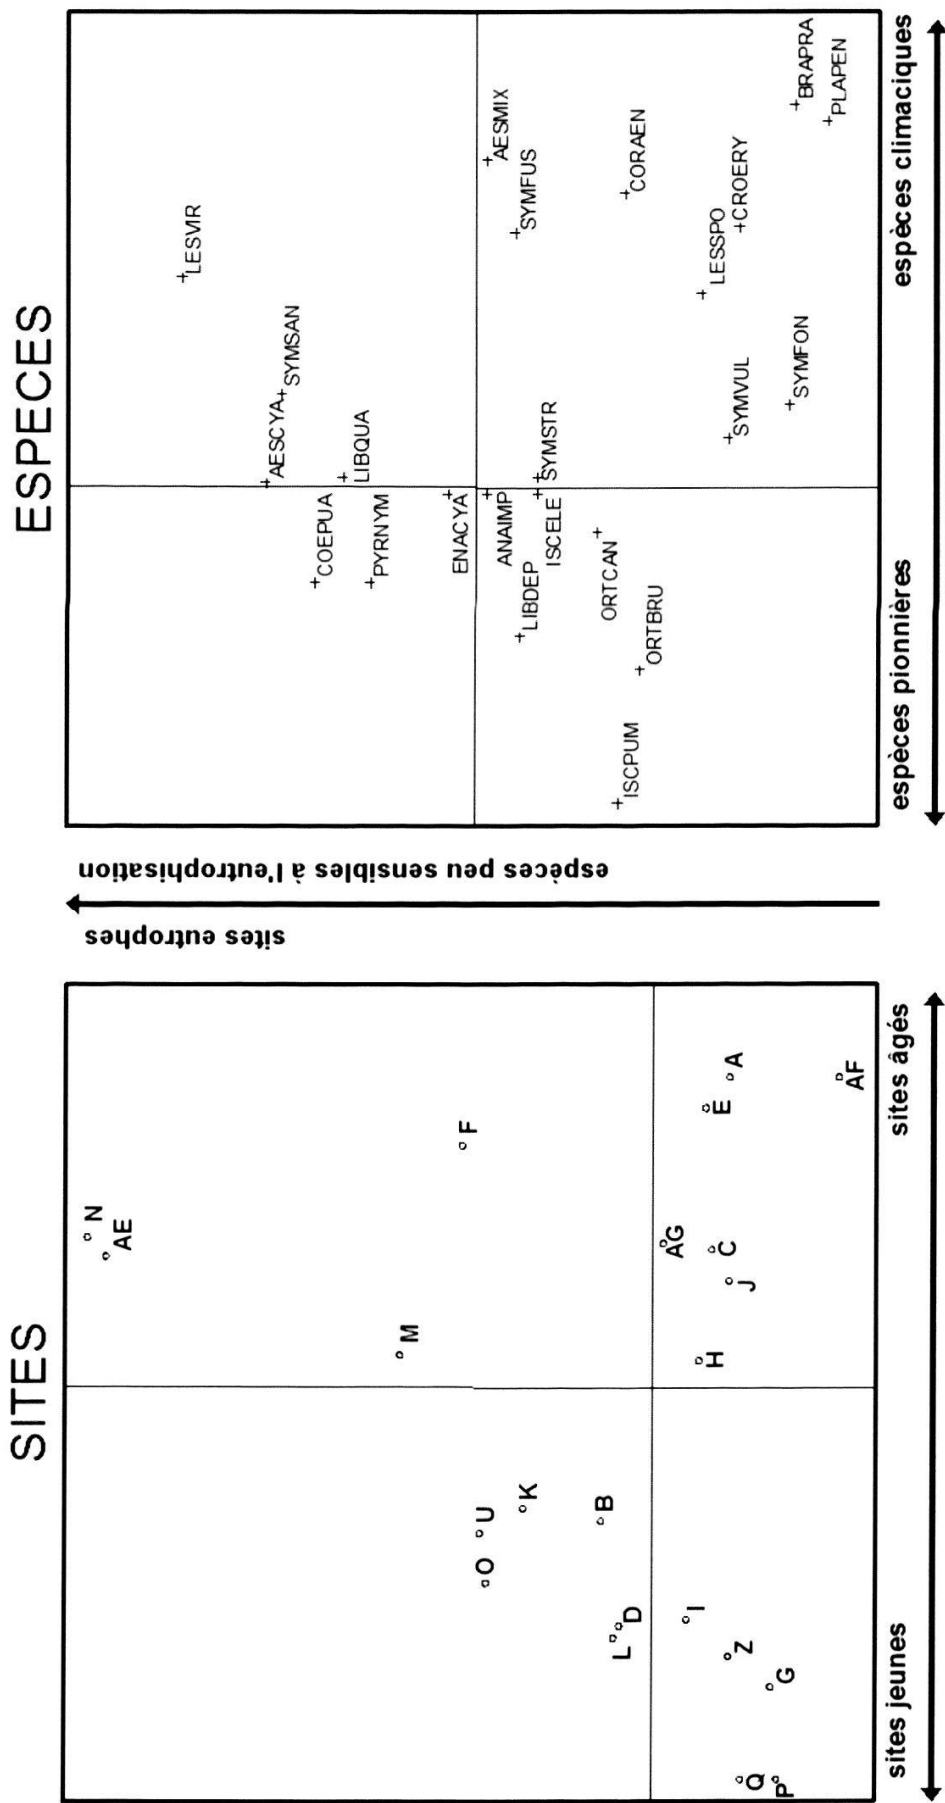 SITES
N
AE
F
M
O
U
K
B
L
D
AG
E
A
C
J
H
I
Z
G
Q
P
AF
sites jeunes
sites âgés
sites eutrophes
espèces peu sensibles à l'eutrophisation
ESPECES
LESVIR
AESCYA
SYMSAN
COEPUA
LIBQUA
PYRNYM
ENACYA
AESMIX
ANAIMP
SYMFUS
LIBDEP
ISCELE
SYMSTR
ORTCAN
CORAEN
ORTBRU
ISCPUM
LESSPO
SYMVUL
CROERY
SYMFON
BRAPRA
PLAPEN
espèces pionnières
espèces climaciques